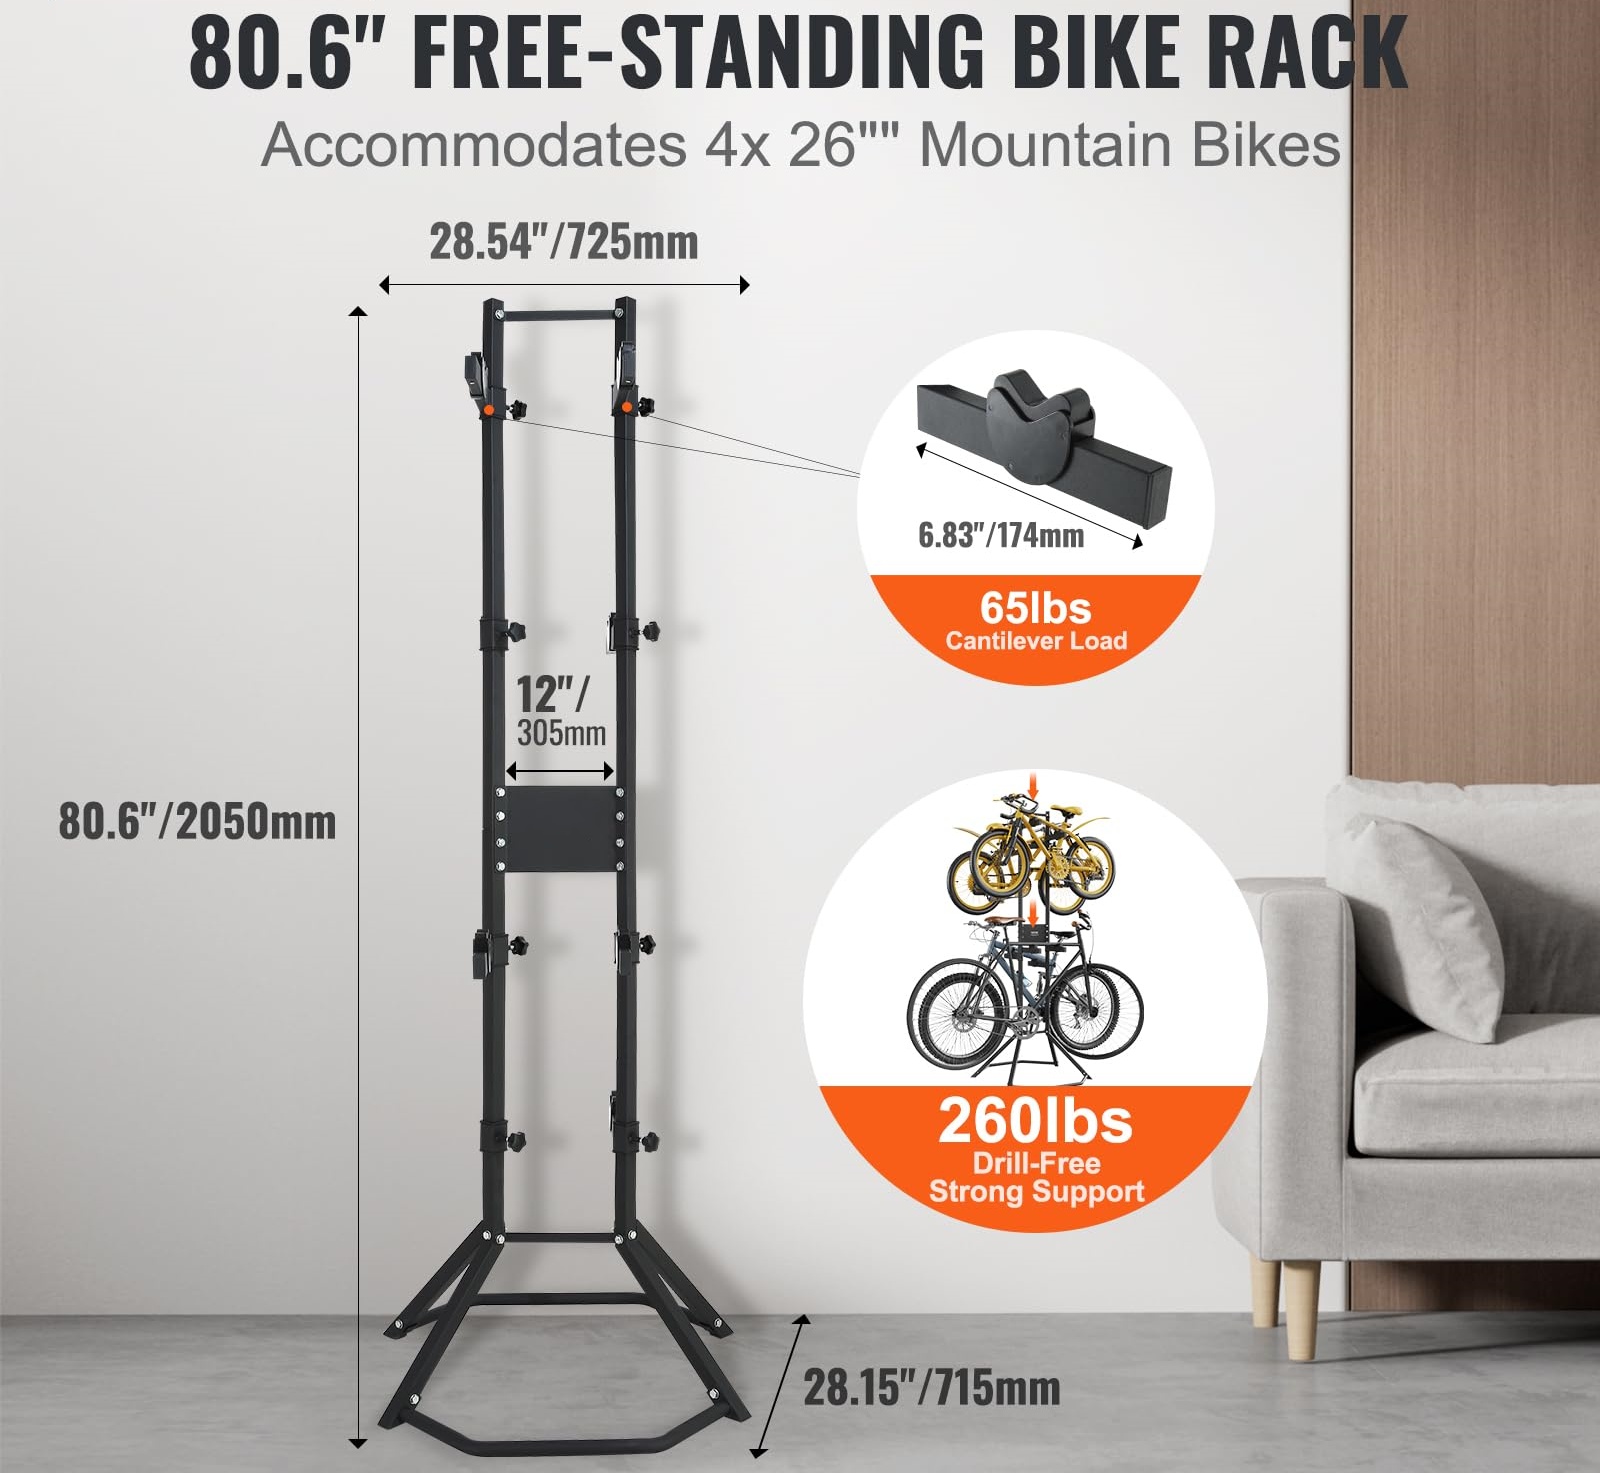 80.6" FREE-STANDING BIKE RACK
Accommodates 4x 26"" Mountain Bikes
28.54"/725mm
6.83"/174mm
65lbs
Cantilever Load
12"/
305mm
80.6"/2050mm
260lbs
Drill-Free
Strong Support
28.15"/715mm